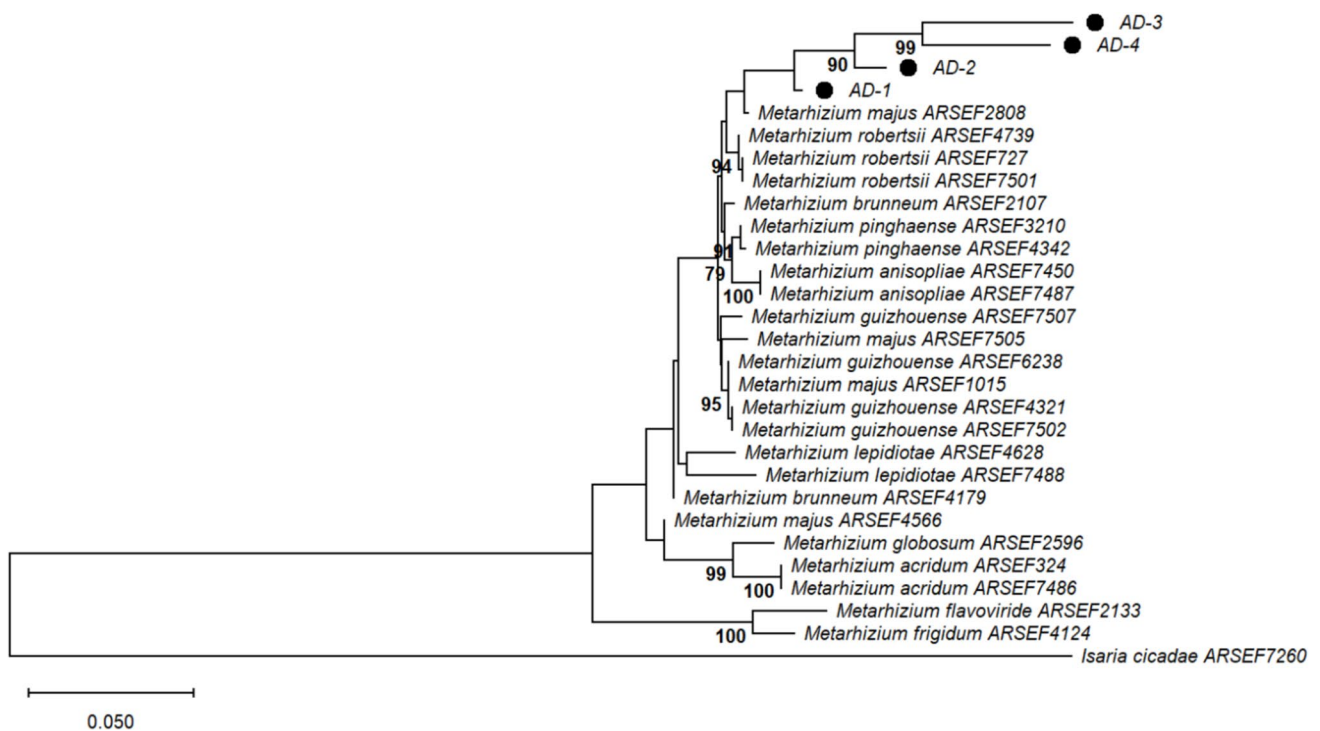 AD-3
99
AD-4
90
AD-2
AD-1
Metarhizium majus ARSEF2808
Metarhizium robertsii ARSEF4739
94
Metarhizium robertsii ARSEF727
Metarhizium robertsii ARSEF7501
Metarhizium brunneum ARSEF2107
Metarhizium pinghaense ARSEF3210
91
Metarhizium pinghaense ARSEF4342
79
Metarhizium anisopliae ARSEF7450
100
Metarhizium anisopliae ARSEF7487
Metarhizium guizhouense ARSEF7507
Metarhizium majus ARSEF7505
Metarhizium guizhouense ARSEF6238
Metarhizium majus ARSEF1015
95
Metarhizium guizhouense ARSEF4321
Metarhizium guizhouense ARSEF7502
Metarhizium lepidiotae ARSEF4628
Metarhizium lepidiotae ARSEF7488
Metarhizium brunneum ARSEF4179
Metarhizium majus ARSEF4566
Metarhizium globosum ARSEF2596
99
Metarhizium acridum ARSEF324
100
Metarhizium acridum ARSEF7486
Metarhizium flavoviride ARSEF2133
100
Metarhizium frigidum ARSEF4124
Isaria cicadae ARSEF7260
0.050